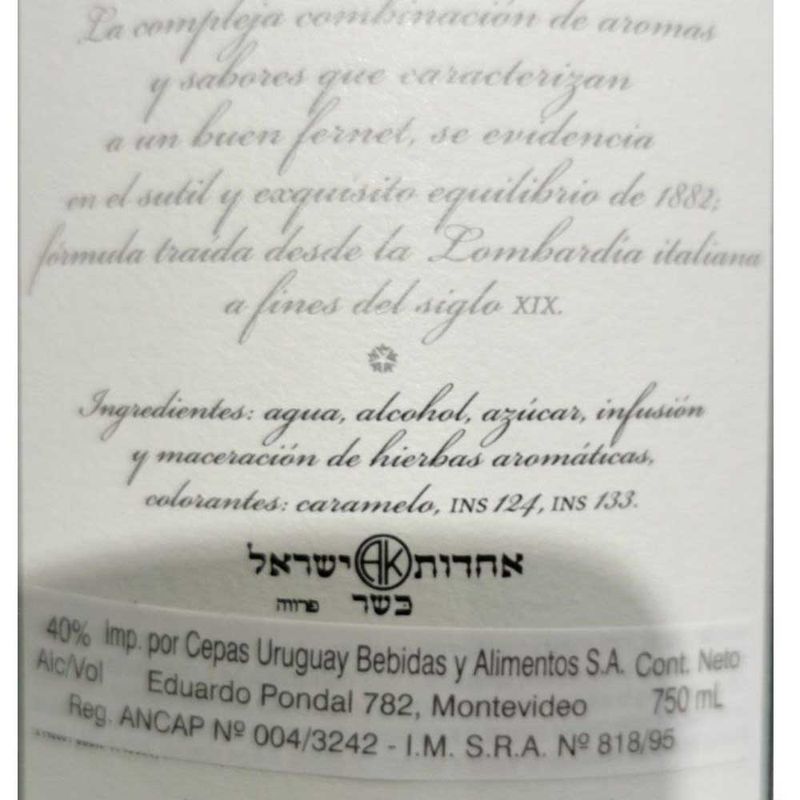 La compleja combinación de aromas
y sabores que caracterizan
a un buen fernet, se evidencia
en el sutil y exquisito equilibrio de 1882;
fórmula traída desde la Lombardía italiana
a fines del siglo XIX.
Ingredientes: agua, alcohol, azúcar, infusión
y maceración de hierbas aromáticas,
colorantes: caramelo, INS 124, INS 133.
אחדות AK ישראל
כשר פרווה
40% Imp. por Cepas Uruguay Bebidas y Alimentos S.A. Cont. Neto
Alc/Vol Eduardo Pondal 782, Montevideo 750 mL
Reg. ANCAP Nº 004/3242 - I.M. S.R.A. Nº 818/95